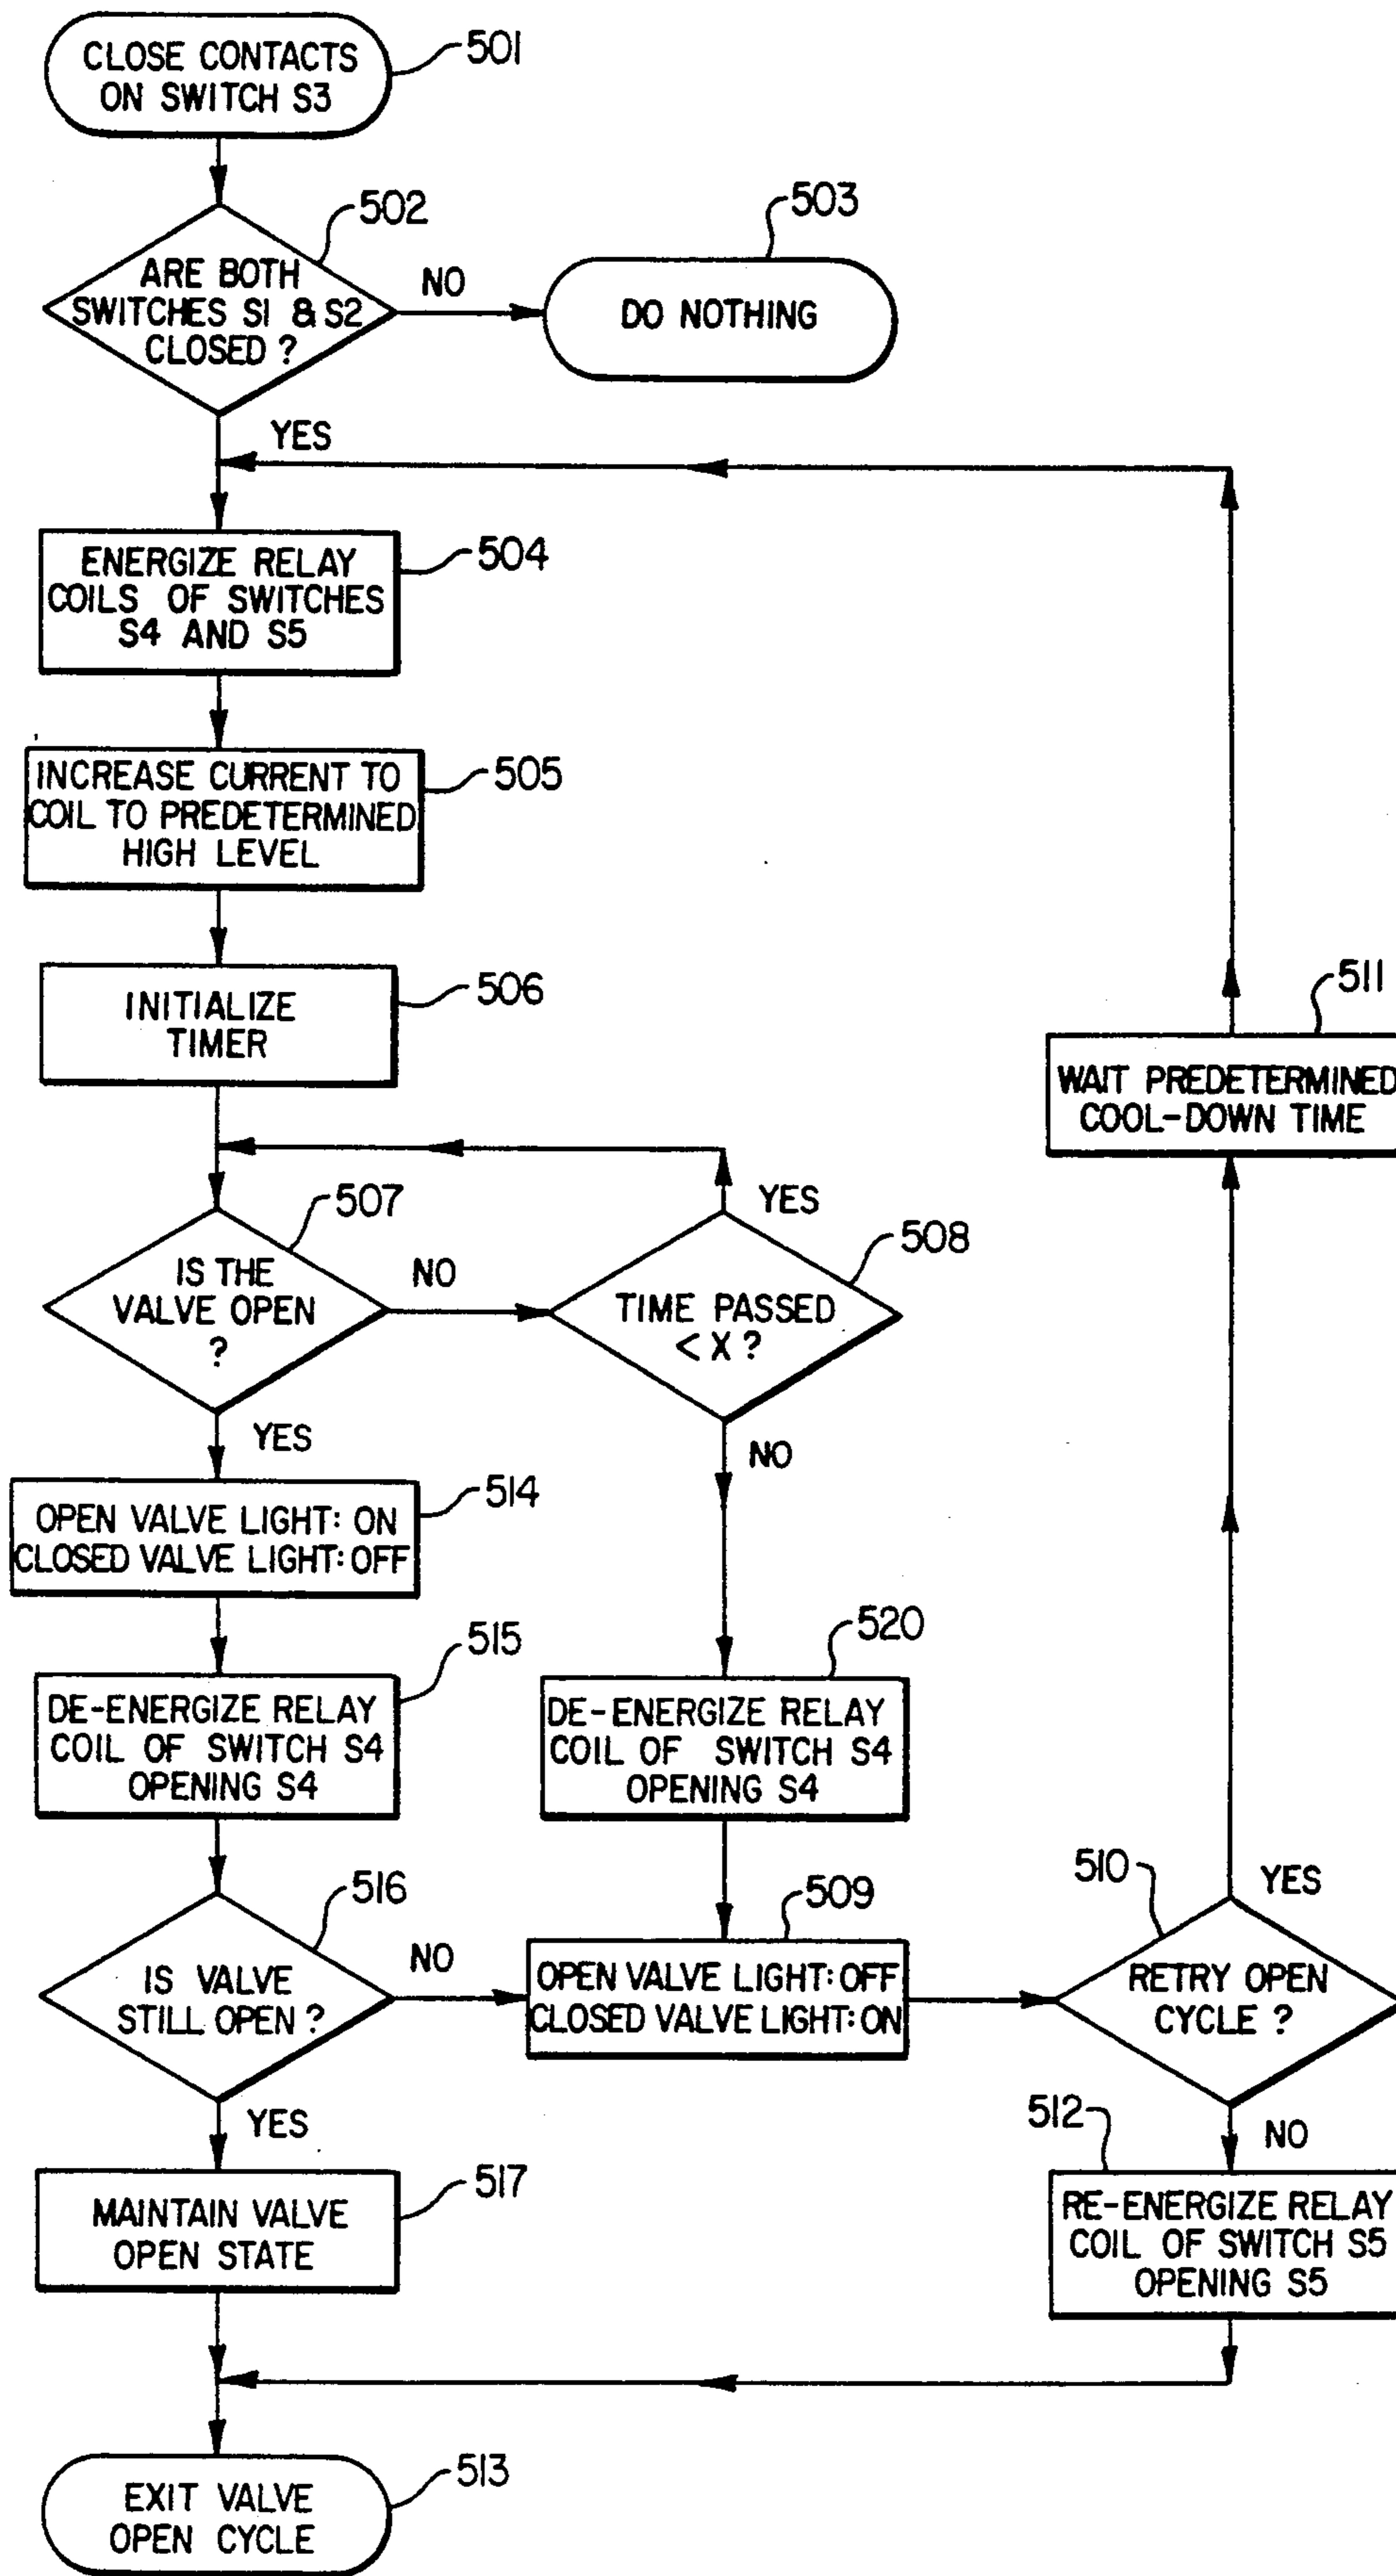 CLOSE CONTACTS
ON SWITCH S3
501
502
ARE BOTH
SWITCHES S1 & S2
CLOSED ?
NO
503
DO NOTHING
YES
504
ENERGIZE RELAY
COILS OF SWITCHES
S4 AND S5
505
INCREASE CURRENT TO
COIL TO PREDETERMINED
HIGH LEVEL
506
INITIALIZE
TIMER
511
WAIT PREDETERMINED
COOL-DOWN TIME
507
IS THE
VALVE OPEN
?
NO
YES
508
TIME PASSED
< X ?
YES
NO
514
OPEN VALVE LIGHT: ON
CLOSED VALVE LIGHT: OFF
515
DE-ENERGIZE RELAY
COIL OF SWITCH S4
OPENING S4
520
DE-ENERGIZE RELAY
COIL OF SWITCH S4
OPENING S4
516
IS VALVE
STILL OPEN ?
NO
509
OPEN VALVE LIGHT: OFF
CLOSED VALVE LIGHT: ON
510
YES
RETRY OPEN
CYCLE ?
YES
517
MAINTAIN VALVE
OPEN STATE
512
NO
RE-ENERGIZE RELAY
COIL OF SWITCH S5
OPENING S5
513
EXIT VALVE
OPEN CYCLE